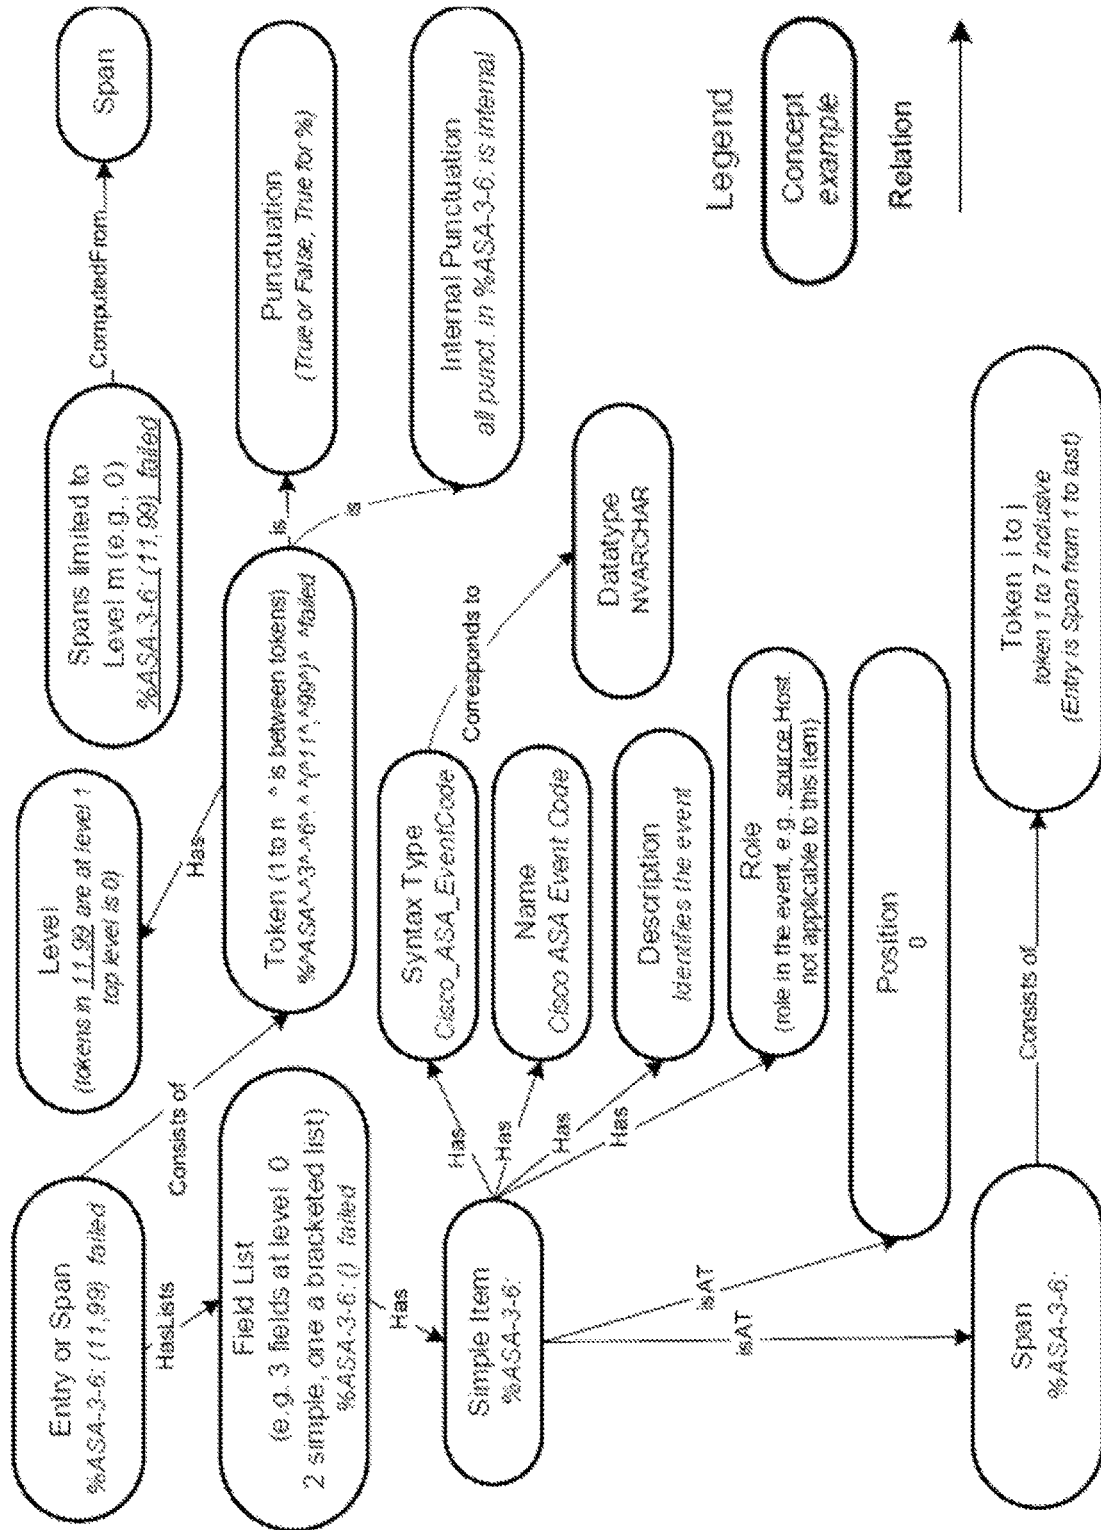 Entry or Span
%ASA-3-6: (11,99) failed
Consists of
HasLists
Level
(tokens in 11,99 are at level 1
top level is 0)
Has
Spans limited to
Level m (e.g., 0)
%ASA-3-6: (11,99) failed
ComputedFrom
Span
Field List
(e.g. 3 fields at level 0
2 simple, one a bracketed list)
%ASA-3-6: () failed
Has
Token (1 to n ^ is between tokens)
is
is
Punctuation
(True or False, True for %)
Internal Punctuation
all punct. in %ASA-3-6: is internal
Simple Item
%ASA-3-6:
Has
Has
Has
Has
Syntax Type
Cisco_ASA_EventCode
Corresponds to
Datatype
NVARCHAR
Name
Cisco ASA Event Code
Description
Identifies the event
Role
(role in the event, e.g., source Host
not applicable to this item)
isAT
isAT
Position
0
Span
%ASA-3-6:
Consists of
Token i to j
token 1 to 7 inclusive
(Entry is Span from 1 to last)
Legend
Concept
example
Relation